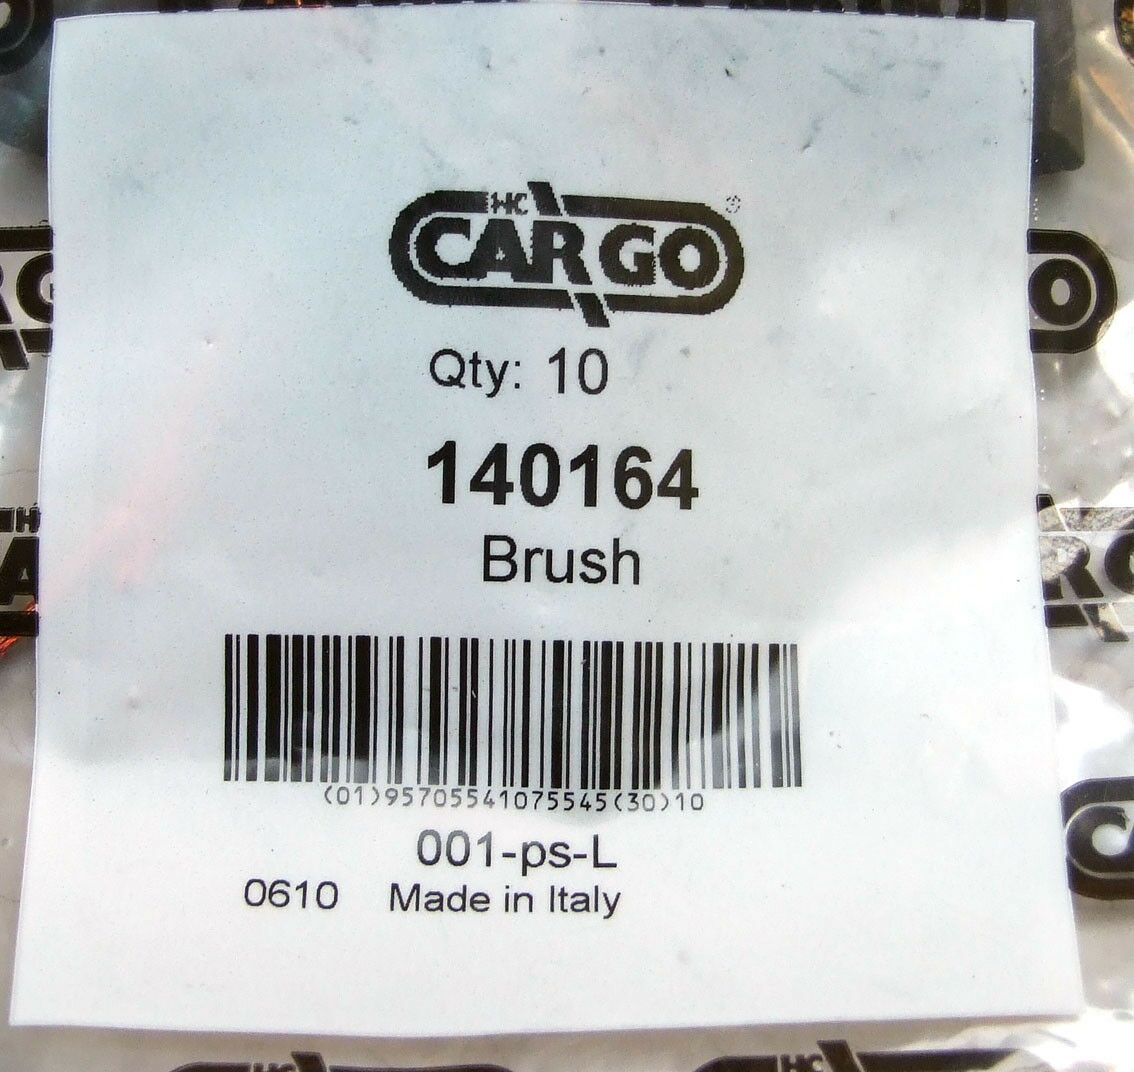 HC
CARGO®
Qty: 10
140164
Brush
(01)95705541075545(30)10
001-ps-L
0610 Made in Italy